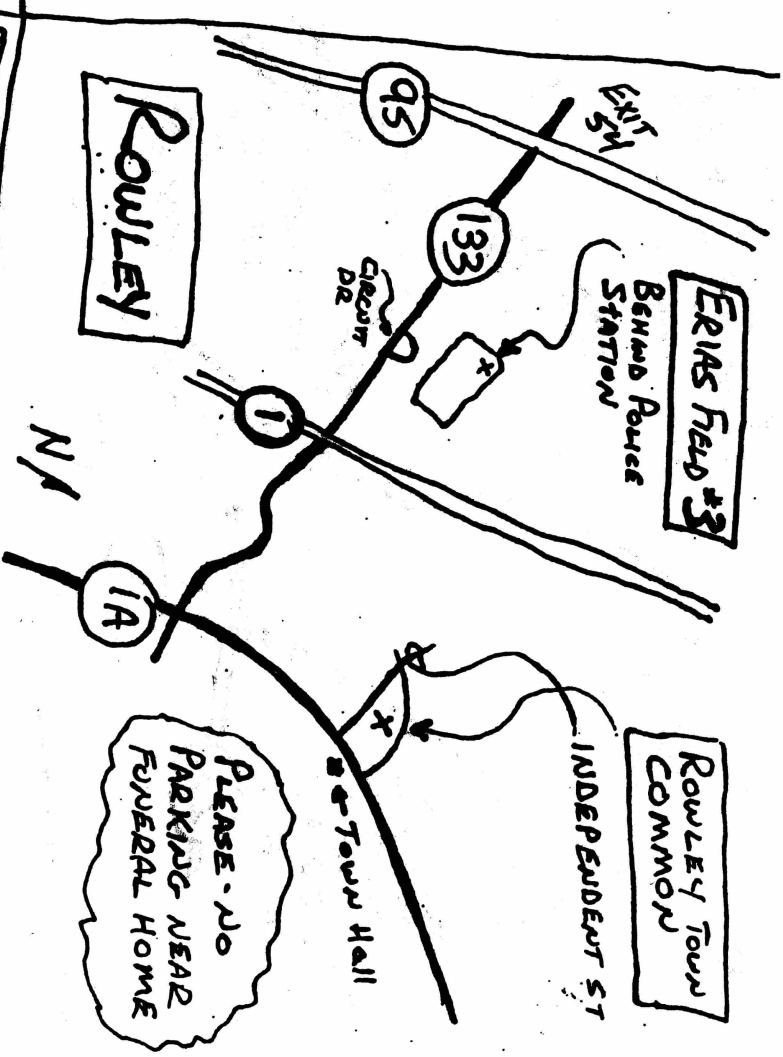 ROWLEY
95
EXIT
54
133
CIRCUIT
DR
ERIAS FIELD #3
BEHIND POLICE
STATION
1
N
1A
ROWLEY TOWN
COMMON
INDEPENDENT ST
X
X
* ← TOWN Hall
PLEASE - NO
PARKING NEAR
FUNERAL HOME